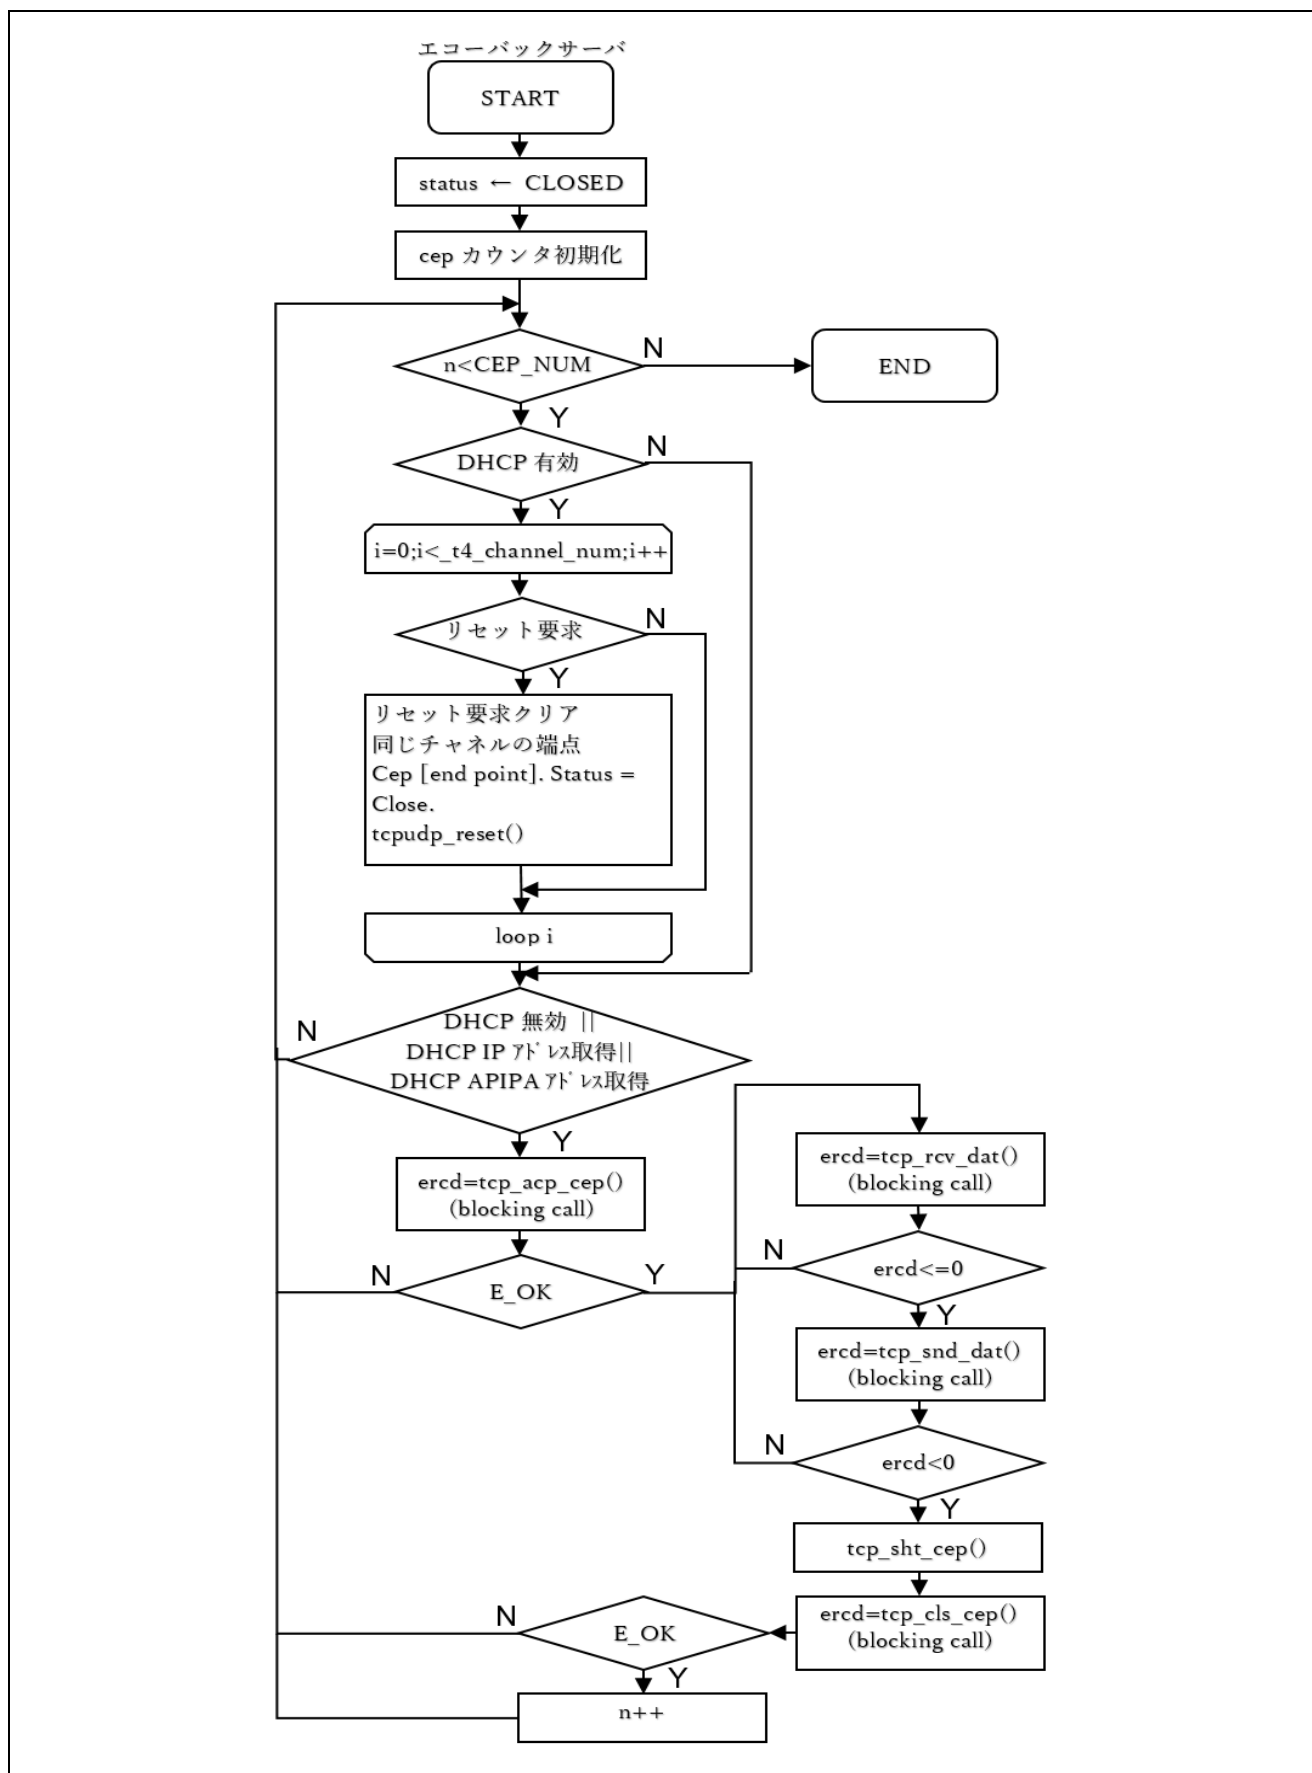 エコーバックサーバ
START
status ← CLOSED
cep カウンタ初期化
n<CEP_NUM
N
END
Y
DHCP 有効
N
Y
i=0;i<_t4_channel_num;i++
リセット要求
N
Y
リセット要求クリア
同じチャネルの端点
Cep [end point]. Status =
Close.
tcpudp_reset()
loop i
N
DHCP 無効 ||
DHCP IP ｱﾄﾞﾚｽ取得||
DHCP APIPA ｱﾄﾞﾚｽ取得
Y
ercd=tcp_acp_cep()
(blocking call)
N
E_OK
Y
ercd=tcp_rcv_dat()
(blocking call)
N
ercd<=0
Y
ercd=tcp_snd_dat()
(blocking call)
N
ercd<0
Y
tcp_sht_cep()
ercd=tcp_cls_cep()
(blocking call)
N
E_OK
Y
n++